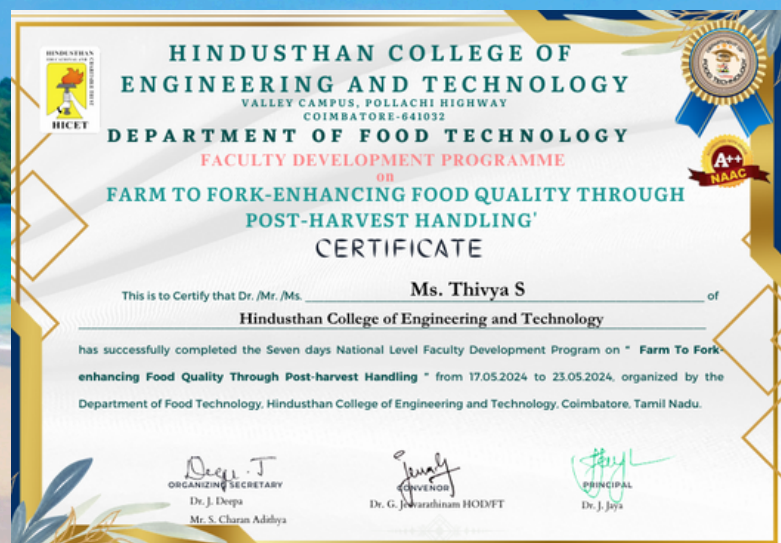 HINDUSTHAN
HICET
HINDUSTHAN COLLEGE OF
ENGINEERING AND TECHNOLOGY
VALLEY CAMPUS, POLLACHI HIGHWAY
COIMBATORE-641032
DEPARTMENT OF FOOD TECHNOLOGY
FACULTY DEVELOPMENT PROGRAMME
on
FARM TO FORK-ENHANCING FOOD QUALITY THROUGH
POST-HARVEST HANDLING'
CERTIFICATE
FOOD TECHNOLOGY
A++
NAAC
This is to Certify that Dr. /Mr. /Ms. Ms. Thivya S of
Hindusthan College of Engineering and Technology
has successfully completed the Seven days National Level Faculty Development Program on " Farm To Fork-
enhancing Food Quality Through Post-harvest Handling " from 17.05.2024 to 23.05.2024, organized by the
Department of Food Technology, Hindusthan College of Engineering and Technology, Coimbatore, Tamil Nadu.
Deepa. J
ORGANIZING SECRETARY CONVENOR PRINCIPAL
Dr. J. Deepa Dr. G. Jeevarathinam HOD/FT Dr. J. Jaya
Mr. S. Charan Adithya